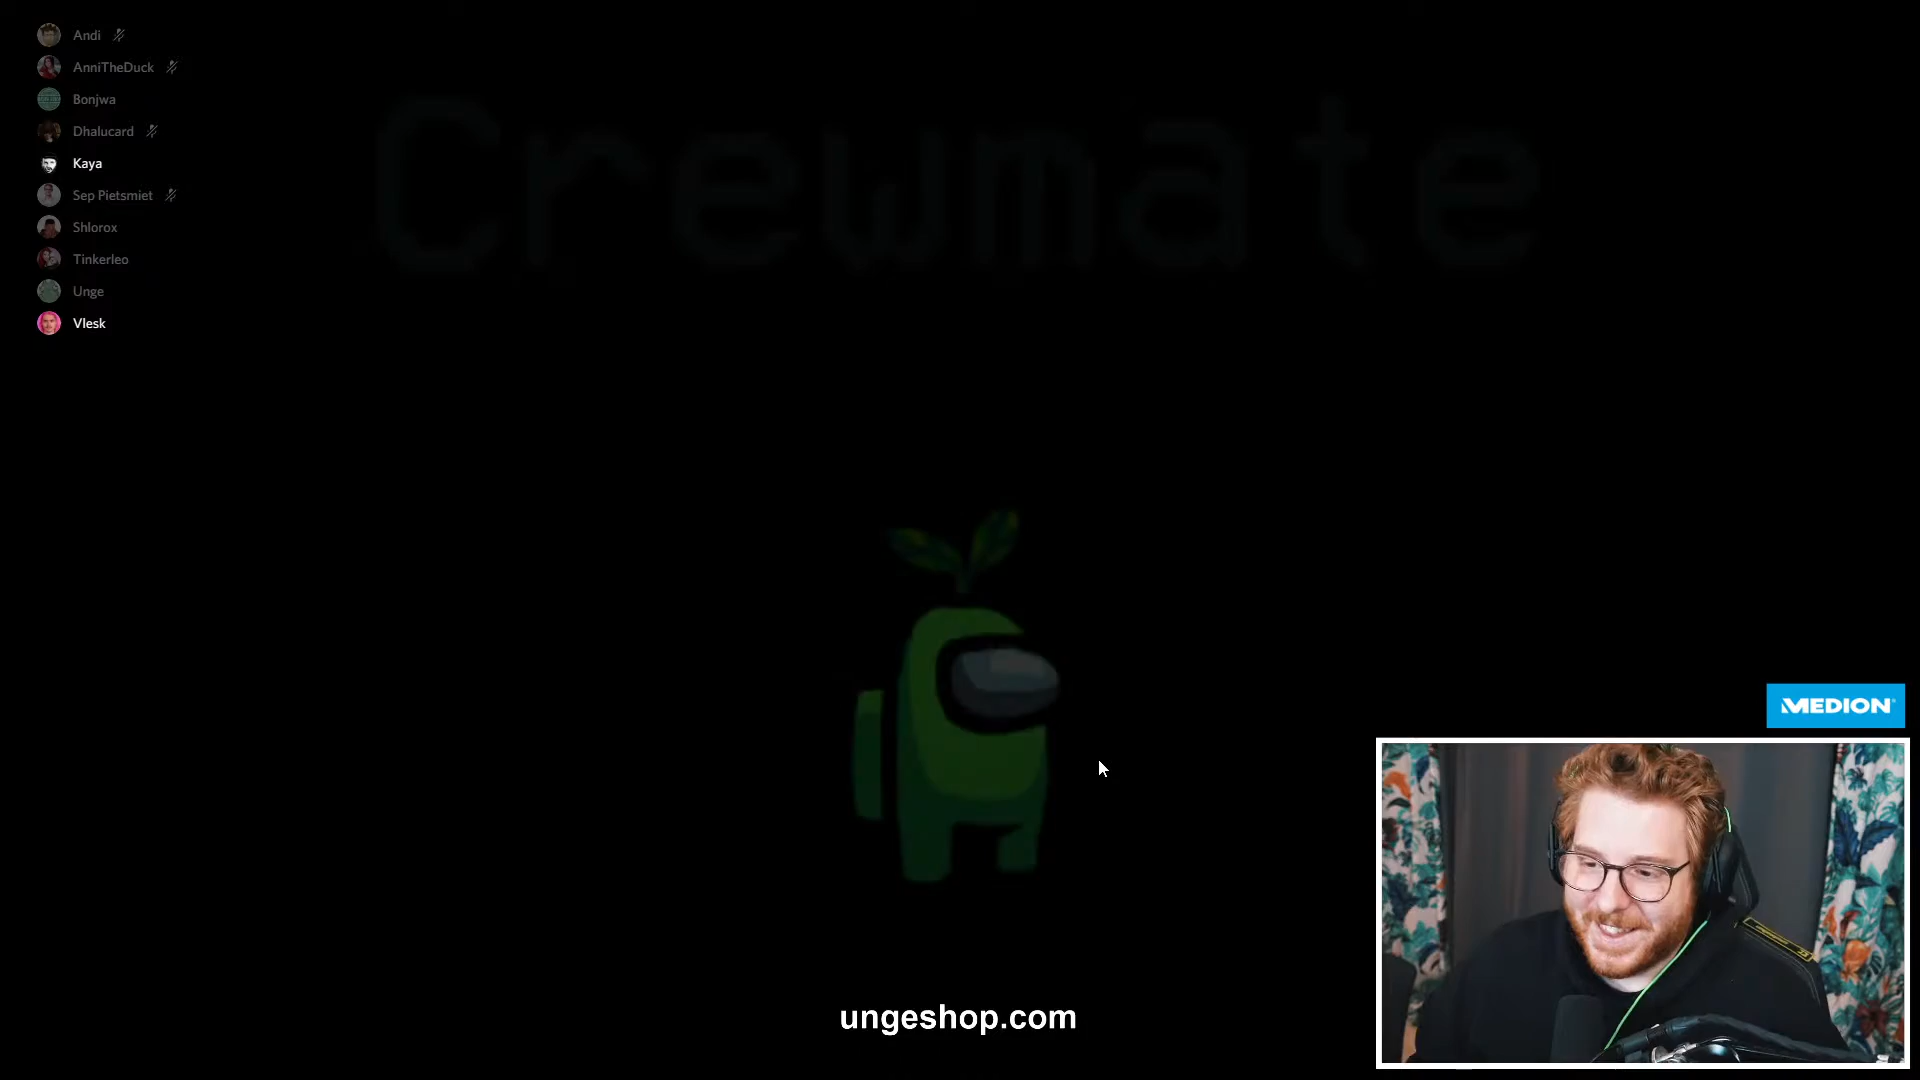 Andi
AnniTheDuck
Bonjwa
Dhalucard
Kaya
Sep Pietsmiet
Shlorox
Tinkerleo
Unge
Vlesk
Crewmate
MEDION
ungeshop.com